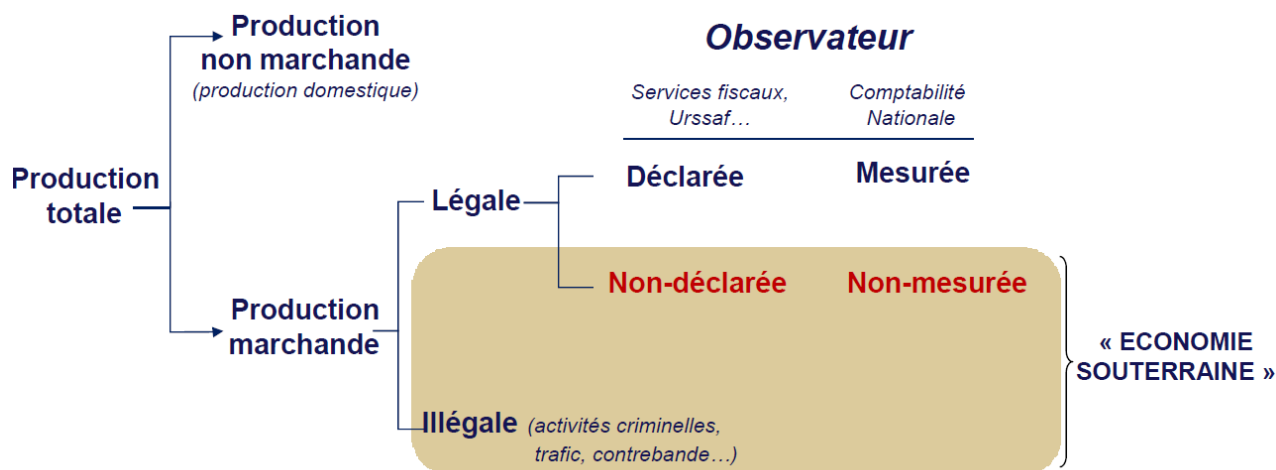 Production
non marchande
(production domestique)
Observateur
Services fiscaux,
Urssaf…
Comptabilité
Nationale
Production
totale
Légale
Déclarée
Mesurée
Non-déclarée
Non-mesurée
Production
marchande
« ECONOMIE
SOUTERRAINE »
Illégale (activités criminelles,
trafic, contrebande…)